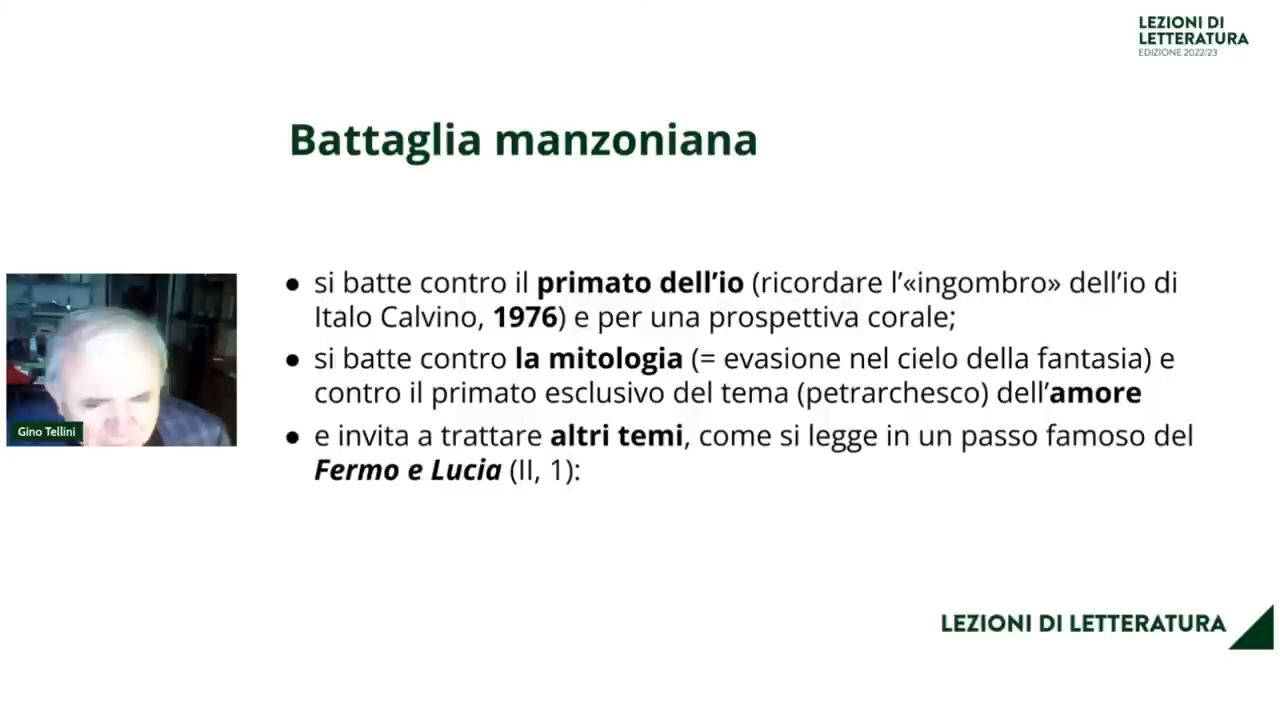 LEZIONI DI
LETTERATURA
EDIZIONE 2022/23
Battaglia manzoniana
• si batte contro il primato dell’io (ricordare l’«ingombro» dell’io di
Italo Calvino, 1976) e per una prospettiva corale;
• si batte contro la mitologia (= evasione nel cielo della fantasia) e
contro il primato esclusivo del tema (petrarchesco) dell’amore
• e invita a trattare altri temi, come si legge in un passo famoso del
Fermo e Lucia (II, 1):
Gino Tellini
LEZIONI DI LETTERATURA